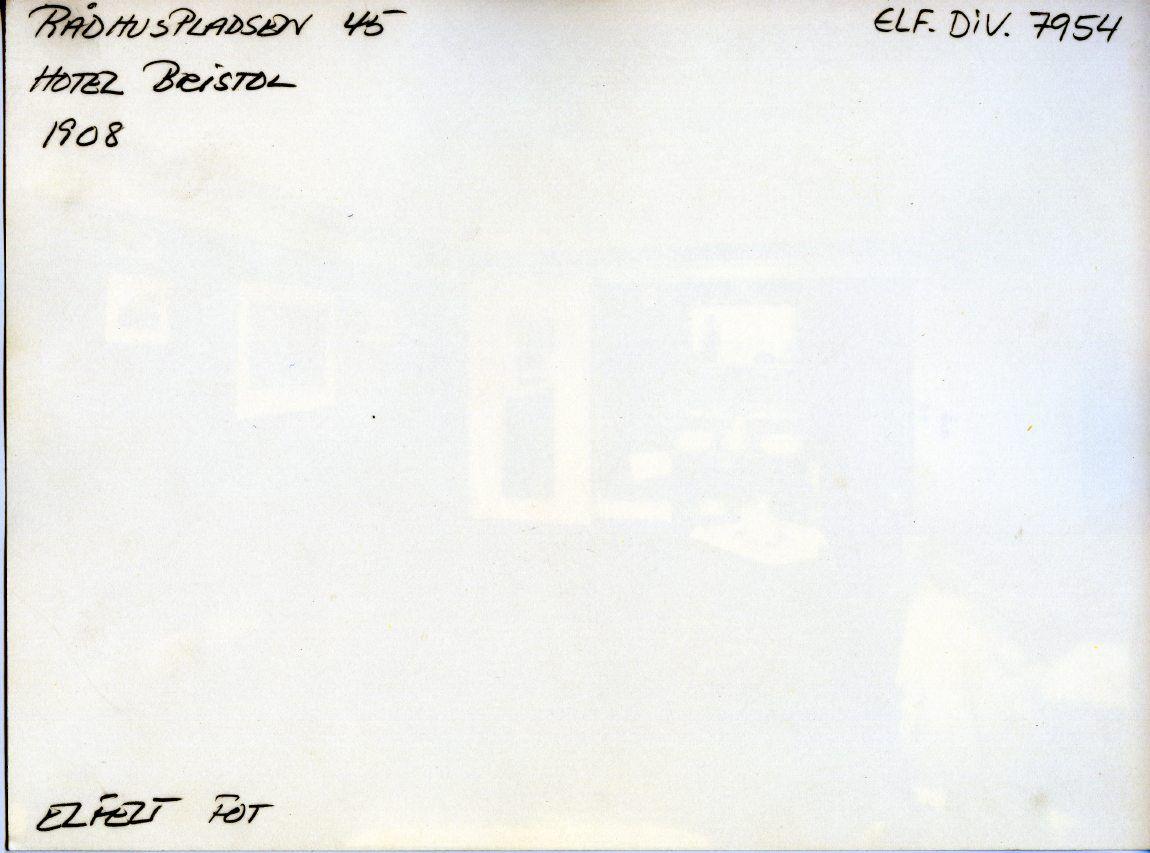 RÅDHUSPLADSEN 45
ELF. DIV. 7954
HOTEL BRISTOL
1908
ELFELT FOT